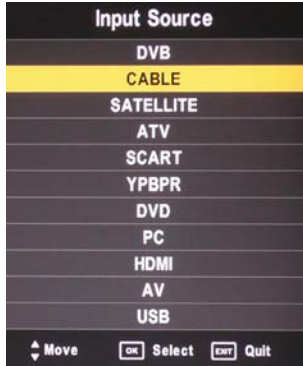 Input Source
DVB
CABLE
SATELLITE
ATV
SCART
YPBPR
DVD
PC
HDMI
AV
USB
Move OK Select EXIT Quit